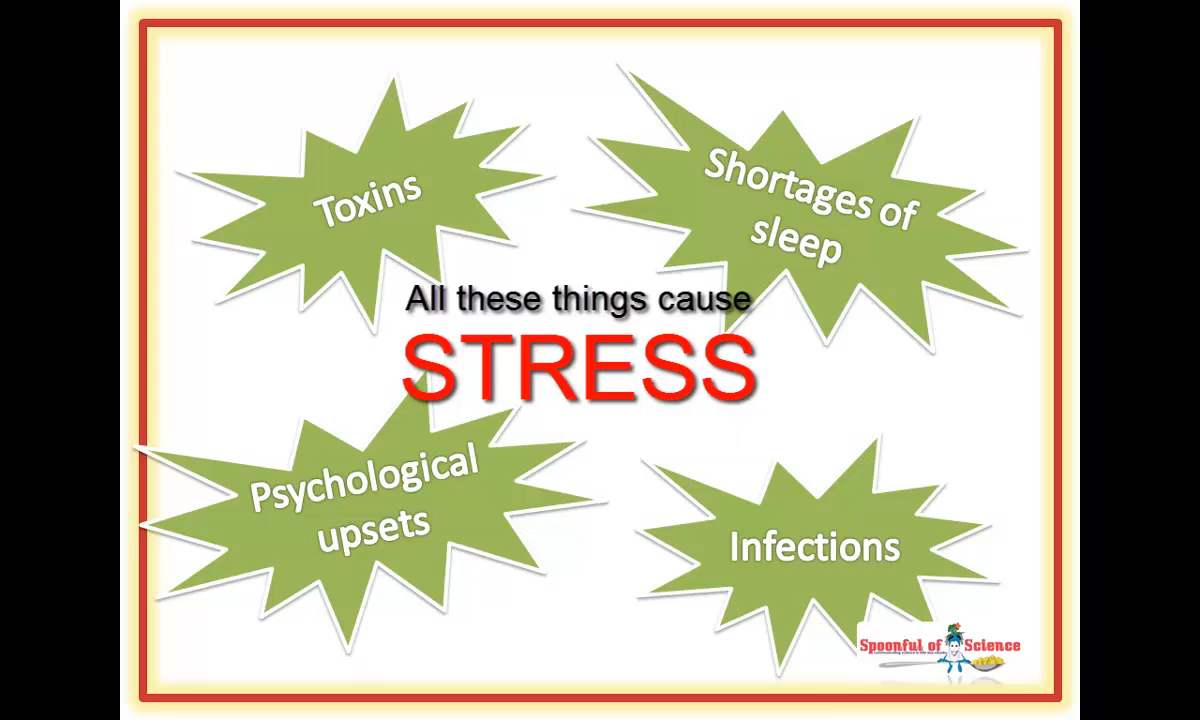 Toxins
Shortages of
sleep
All these things cause
STRESS
Psychological
upsets
Infections
Spoonful of Science